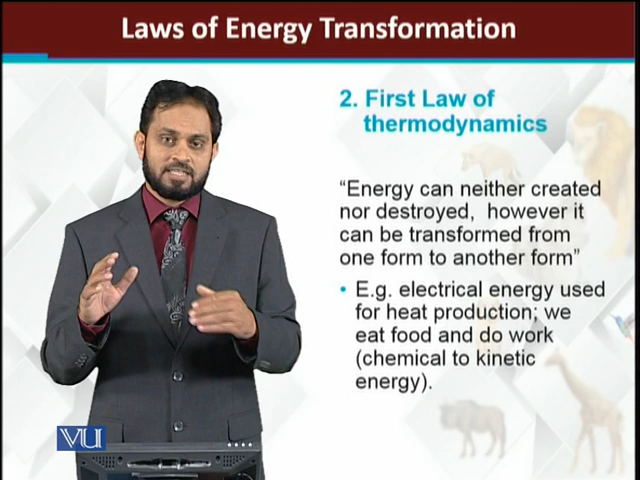 Laws of Energy Transformation
2. First Law of
thermodynamics
“Energy can neither created
nor destroyed, however it
can be transformed from
one form to another form”
• E.g. electrical energy used
for heat production; we
eat food and do work
(chemical to kinetic
energy).
VU